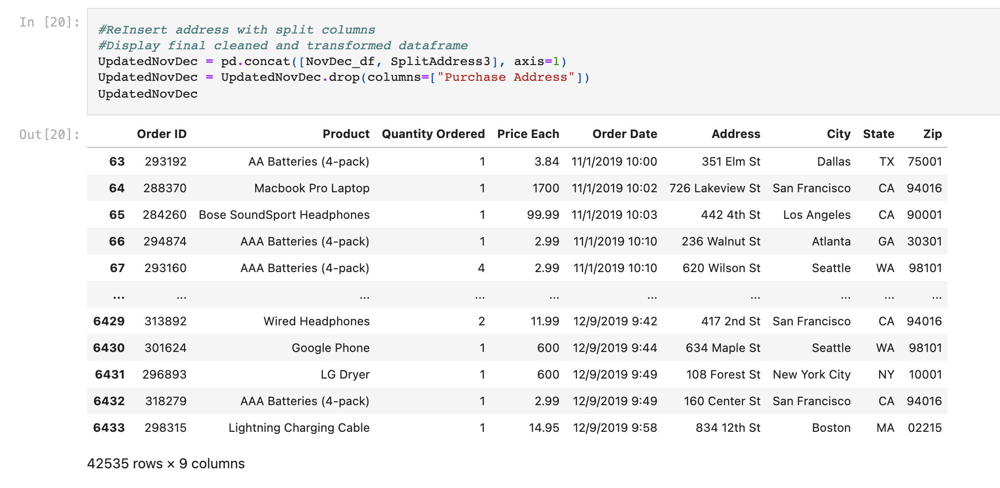 In [20]:
#ReInsert address with split columns
#Display final cleaned and transformed dataframe
UpdatedNovDec = pd.concat([NovDec_df, SplitAddress3], axis=1)
UpdatedNovDec = UpdatedNovDec.drop(columns=["Purchase Address"])
UpdatedNovDec
Out[20]:
Order ID Product Quantity Ordered Price Each Order Date Address City State Zip
63 293192 AA Batteries (4-pack) 1 3.84 11/1/2019 10:00 351 Elm St Dallas TX 75001
64 288370 Macbook Pro Laptop 1 1700 11/1/2019 10:02 726 Lakeview St San Francisco CA 94016
65 284260 Bose SoundSport Headphones 1 99.99 11/1/2019 10:03 442 4th St Los Angeles CA 90001
66 294874 AAA Batteries (4-pack) 1 2.99 11/1/2019 10:10 236 Walnut St Atlanta GA 30301
67 293160 AAA Batteries (4-pack) 4 2.99 11/1/2019 10:10 620 Wilson St Seattle WA 98101
... ... ... ... ... ... ... ... ... ...
6429 313892 Wired Headphones 2 11.99 12/9/2019 9:42 417 2nd St San Francisco CA 94016
6430 301624 Google Phone 1 600 12/9/2019 9:44 634 Maple St Seattle WA 98101
6431 296893 LG Dryer 1 600 12/9/2019 9:49 108 Forest St New York City NY 10001
6432 318279 AAA Batteries (4-pack) 1 2.99 12/9/2019 9:49 160 Center St San Francisco CA 94016
6433 298315 Lightning Charging Cable 1 14.95 12/9/2019 9:58 834 12th St Boston MA 02215
42535 rows × 9 columns